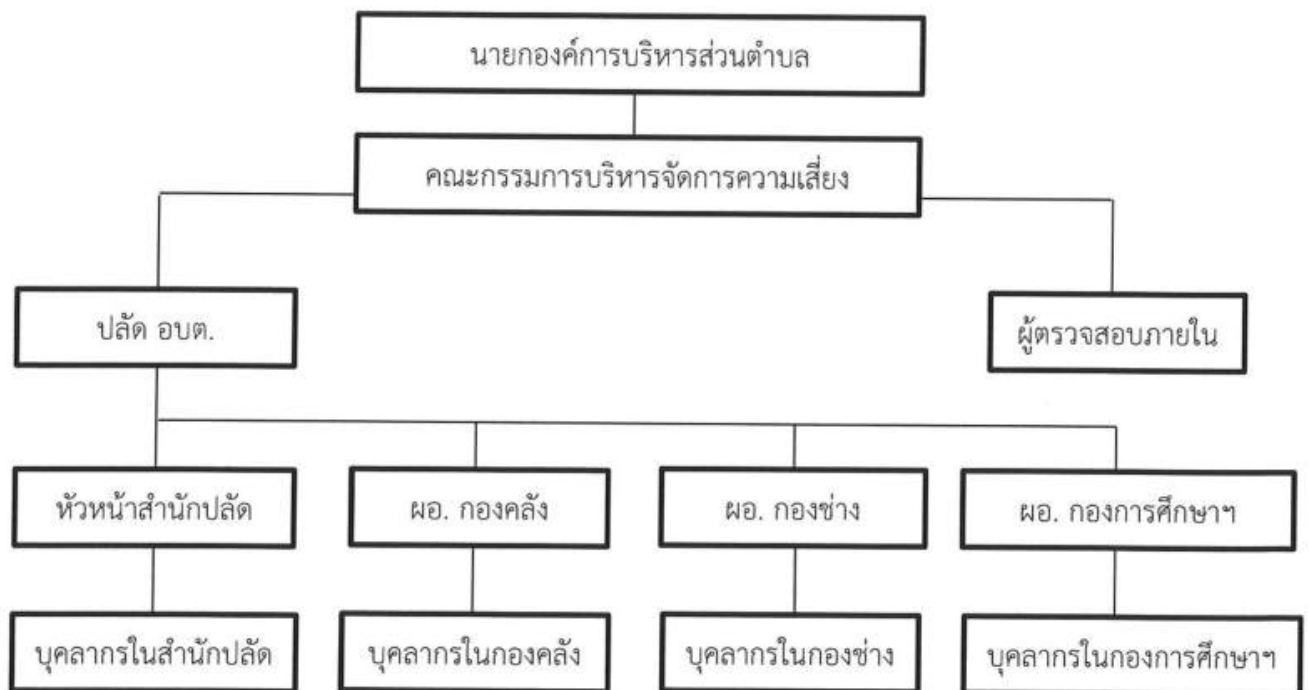 นายกองค์การบริหารส่วนตำบล
คณะกรรมการบริหารจัดการความเสี่ยง
ปลัด อบต.
ผู้ตรวจสอบภายใน
หัวหน้าสำนักปลัด
ผอ. กองคลัง
ผอ. กองช่าง
ผอ. กองการศึกษาฯ
บุคลากรในสำนักปลัด
บุคลากรในกองคลัง
บุคลากรในกองช่าง
บุคลากรในกองการศึกษาฯ